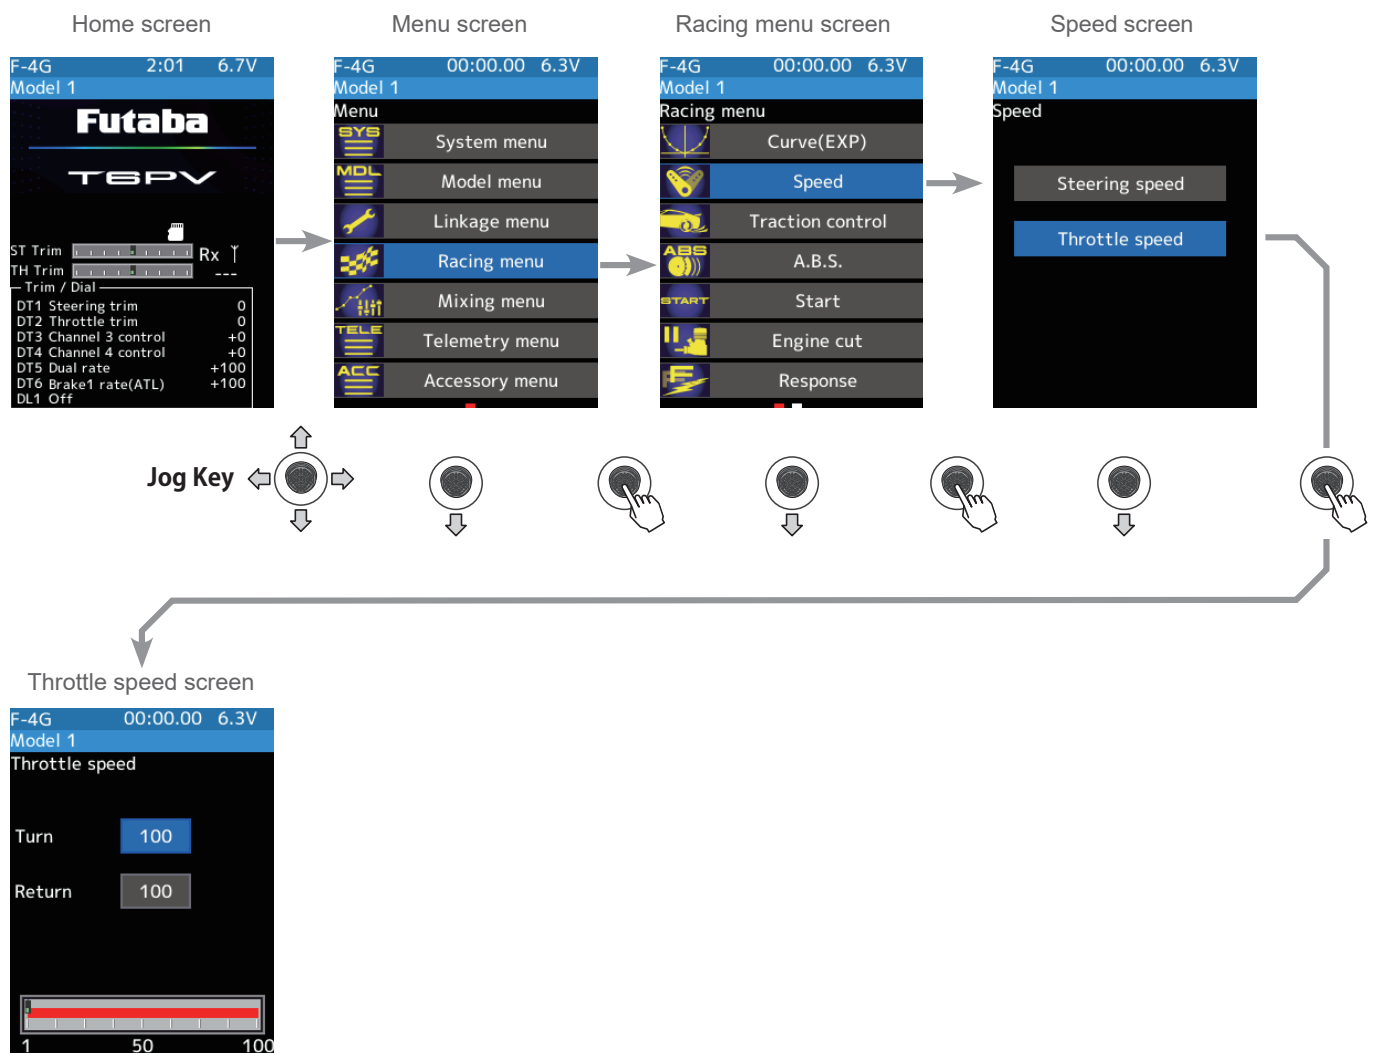 Home screen
Menu screen
Racing menu screen
Speed screen
F-4G 2:01 6.7V
Model 1
Futaba
T6PV
ST Trim
Rx
TH Trim
---
Trim / Dial
DT1 Steering trim 0
DT2 Throttle trim 0
DT3 Channel 3 control +0
DT4 Channel 4 control +0
DT5 Dual rate +100
DT6 Brake1 rate(ATL) +100
DL1 Off
F-4G 00:00.00 6.3V
Model 1
Menu
SYS System menu
MDL Model menu
Linkage menu
Racing menu
Mixing menu
TELE Telemetry menu
ACC Accessory menu
F-4G 00:00.00 6.3V
Model 1
Racing menu
Curve(EXP)
Speed
Traction control
ABS A.B.S.
START Start
Engine cut
Response
F-4G 00:00.00 6.3V
Model 1
Speed
Steering speed
Throttle speed
Jog Key
Throttle speed screen
F-4G 00:00.00 6.3V
Model 1
Throttle speed
Turn 100
Return 100
1 50 100